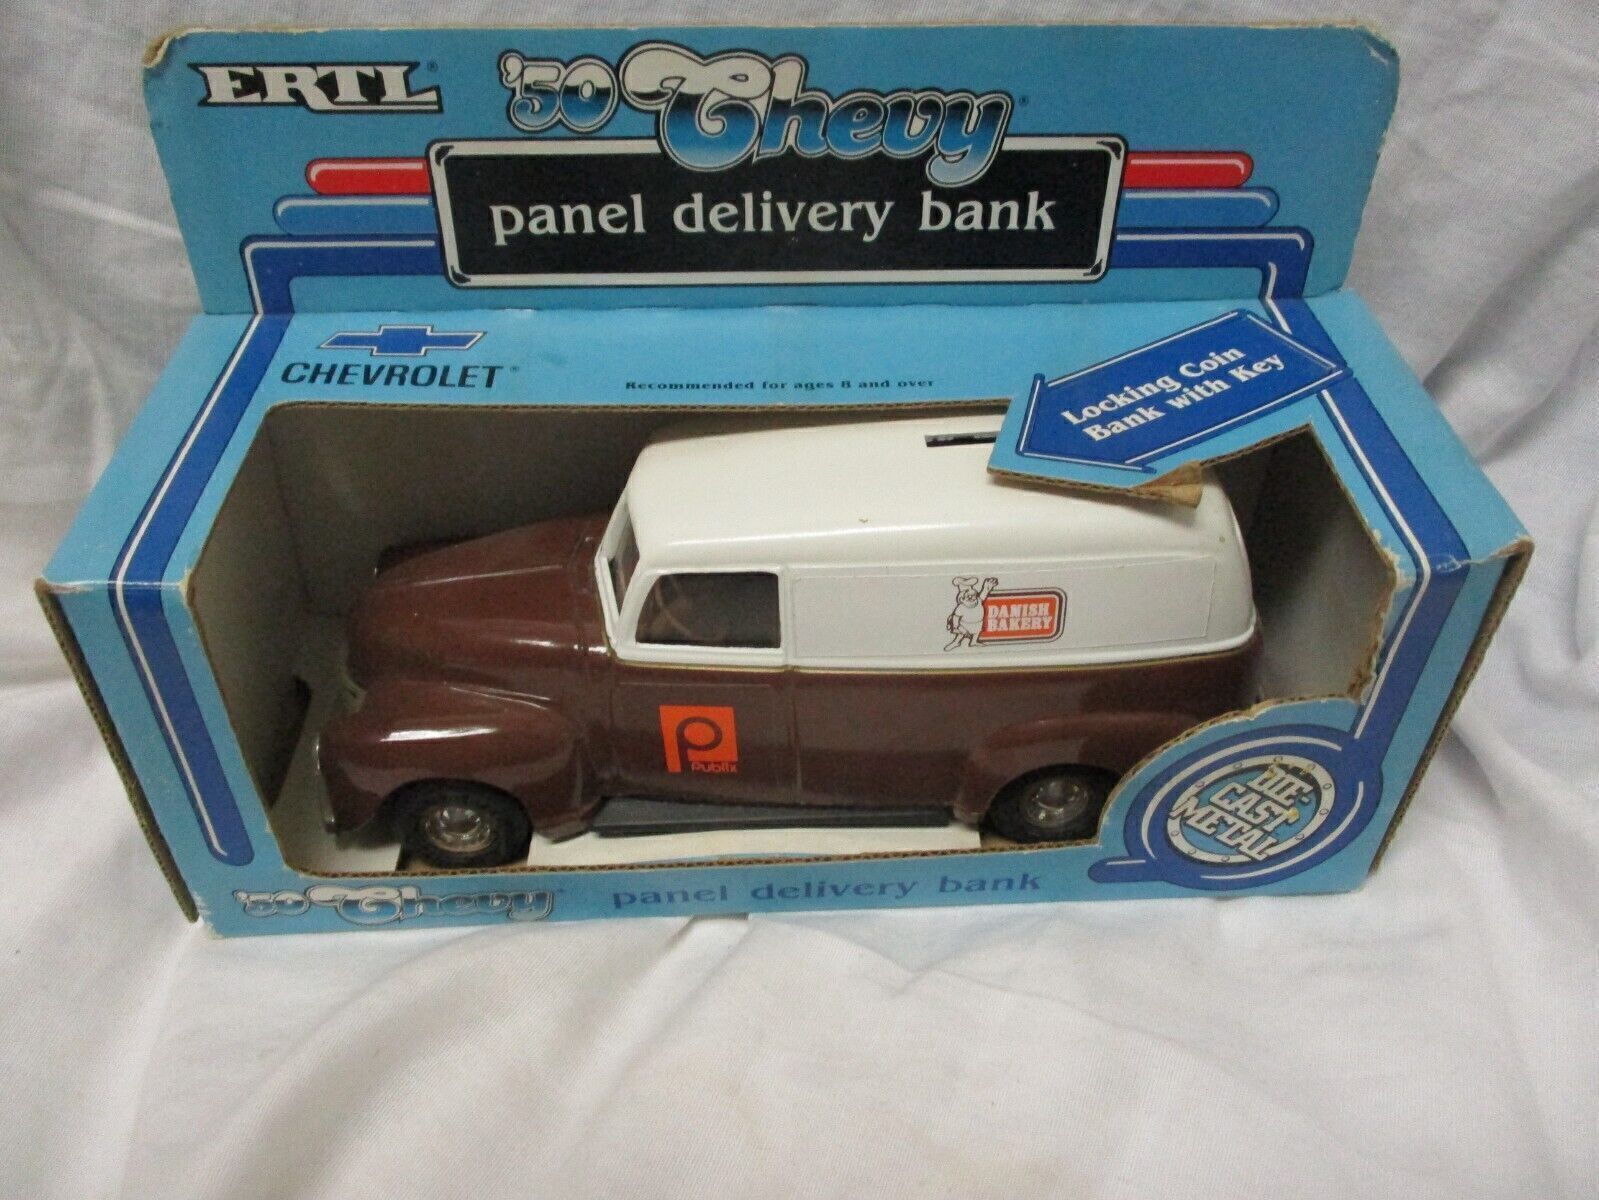 ERTL®
'50 Chevy®
panel delivery bank
CHEVROLET®
Recommended for ages 8 and over
Locking Coin
Bank with Key
DANISH
BAKERY
Publix
DIE-
CAST
METAL
'50 Chevy®
panel delivery bank